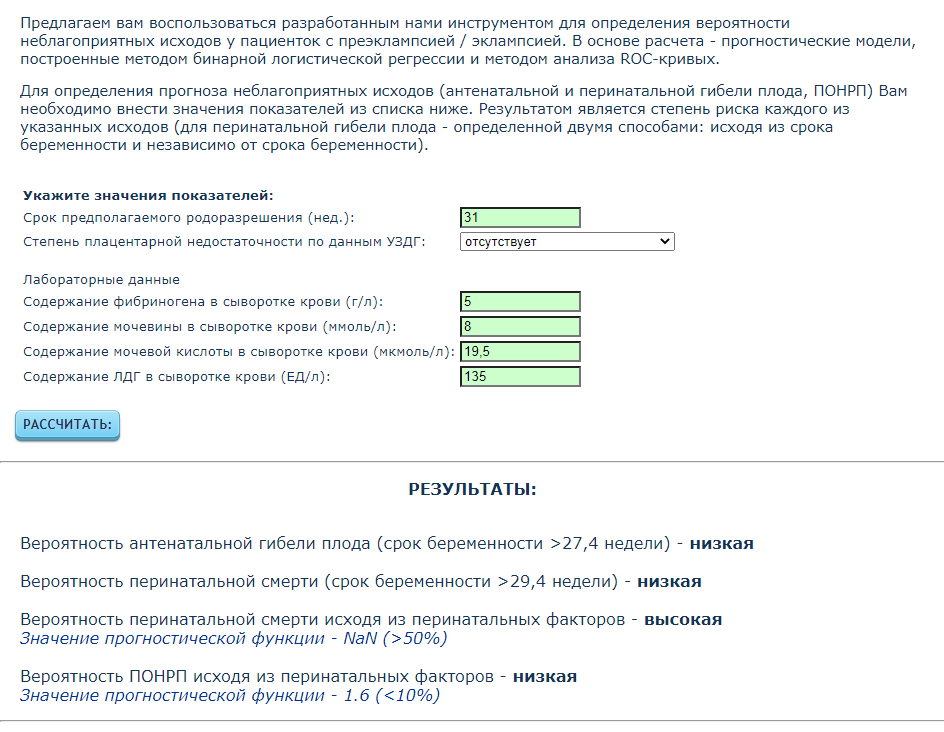 Предлагаем вам воспользоваться разработанным нами инструментом для определения вероятности
неблагоприятных исходов у пациенток с преэклампсией / эклампсией. В основе расчета - прогностические модели,
построенные методом бинарной логистической регрессии и методом анализа ROC-кривых.
Для определения прогноза неблагоприятных исходов (антенатальной и перинатальной гибели плода, ПОНРП) Вам
необходимо внести значения показателей из списка ниже. Результатом является степень риска каждого из
указанных исходов (для перинатальной гибели плода - определенной двумя способами: исходя из срока
беременности и независимо от срока беременности).
Укажите значения показателей:
Срок предполагаемого родоразрешения (нед.): 31
Степень плацентарной недостаточности по данным УЗДГ: отсутствует
Лабораторные данные
Содержание фибриногена в сыворотке крови (г/л): 5
Содержание мочевины в сыворотке крови (ммоль/л): 8
Содержание мочевой кислоты в сыворотке крови (мкмоль/л): 19,5
Содержание ЛДГ в сыворотке крови (ЕД/л): 135
РАССЧИТАТЬ:
РЕЗУЛЬТАТЫ:
Вероятность антенатальной гибели плода (срок беременности >27,4 недели) - низкая
Вероятность перинатальной смерти (срок беременности >29,4 недели) - низкая
Вероятность перинатальной смерти исходя из перинатальных факторов - высокая
Значение прогностической функции - NaN (>50%)
Вероятность ПОНРП исходя из перинатальных факторов - низкая
Значение прогностической функции - 1.6 (<10%)